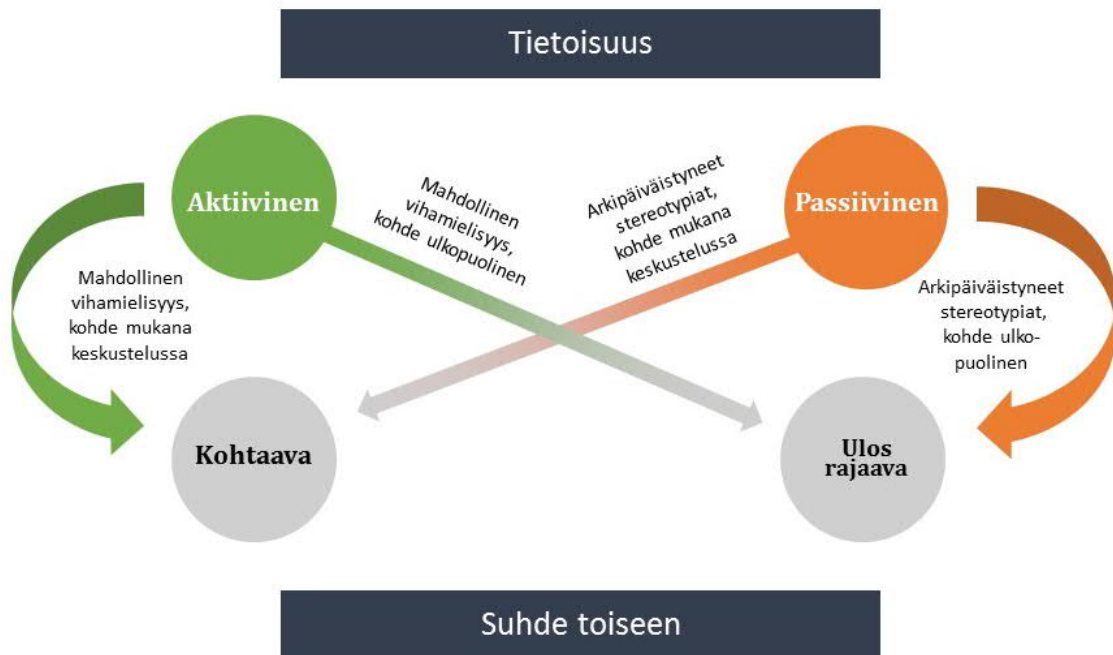 Tietoisuus
Aktiivinen
Mahdollinen
vihamielisyys,
kohde ulkopuolinen
Arkipäiväistyneet
stereotypiat,
kohde mukana
keskustelussa
Passiivinen
Mahdollinen
vihamielisyys,
kohde mukana
keskustelussa
Arkipäiväistyneet
stereotypiat,
kohde ulko-
puolinen
Kohtaava
Ulos
rajaava
Suhde toiseen